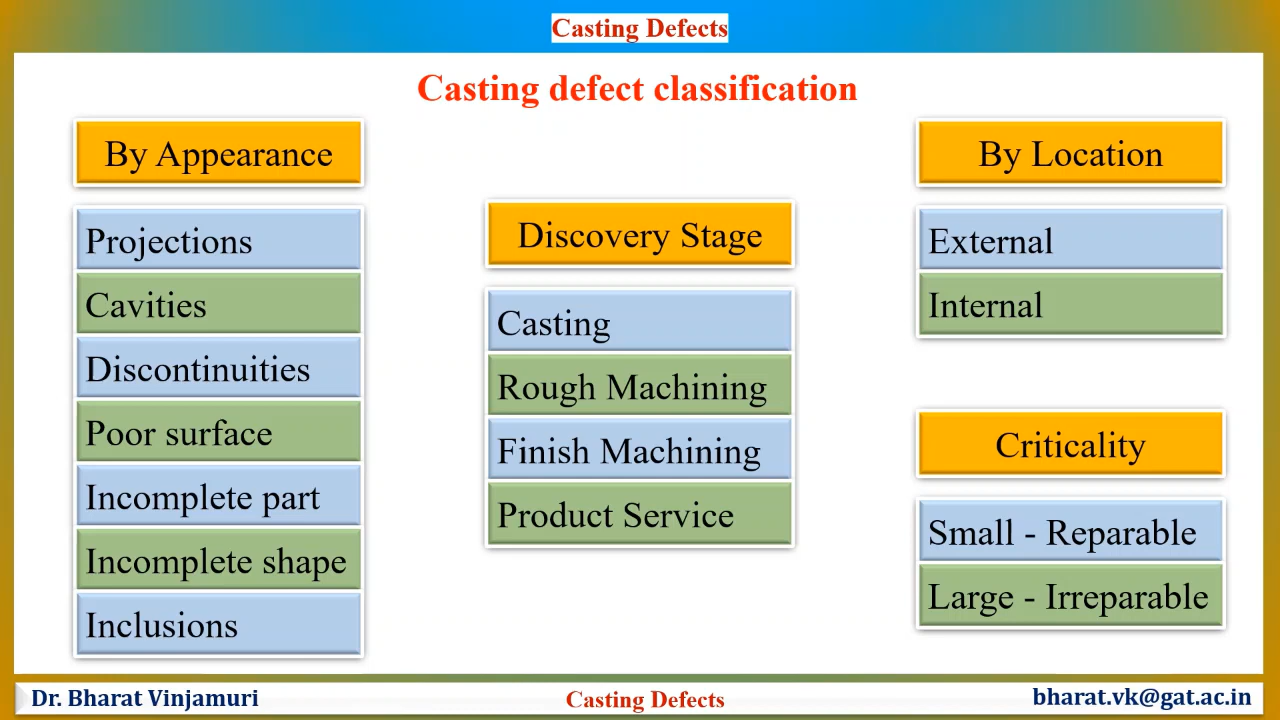 Casting Defects
Casting defect classification
By Appearance
Projections
Cavities
Discontinuities
Poor surface
Incomplete part
Incomplete shape
Inclusions
Discovery Stage
Casting
Rough Machining
Finish Machining
Product Service
By Location
External
Internal
Criticality
Small - Reparable
Large - Irreparable
Dr. Bharat Vinjamuri
Casting Defects
bharat.vk@gat.ac.in